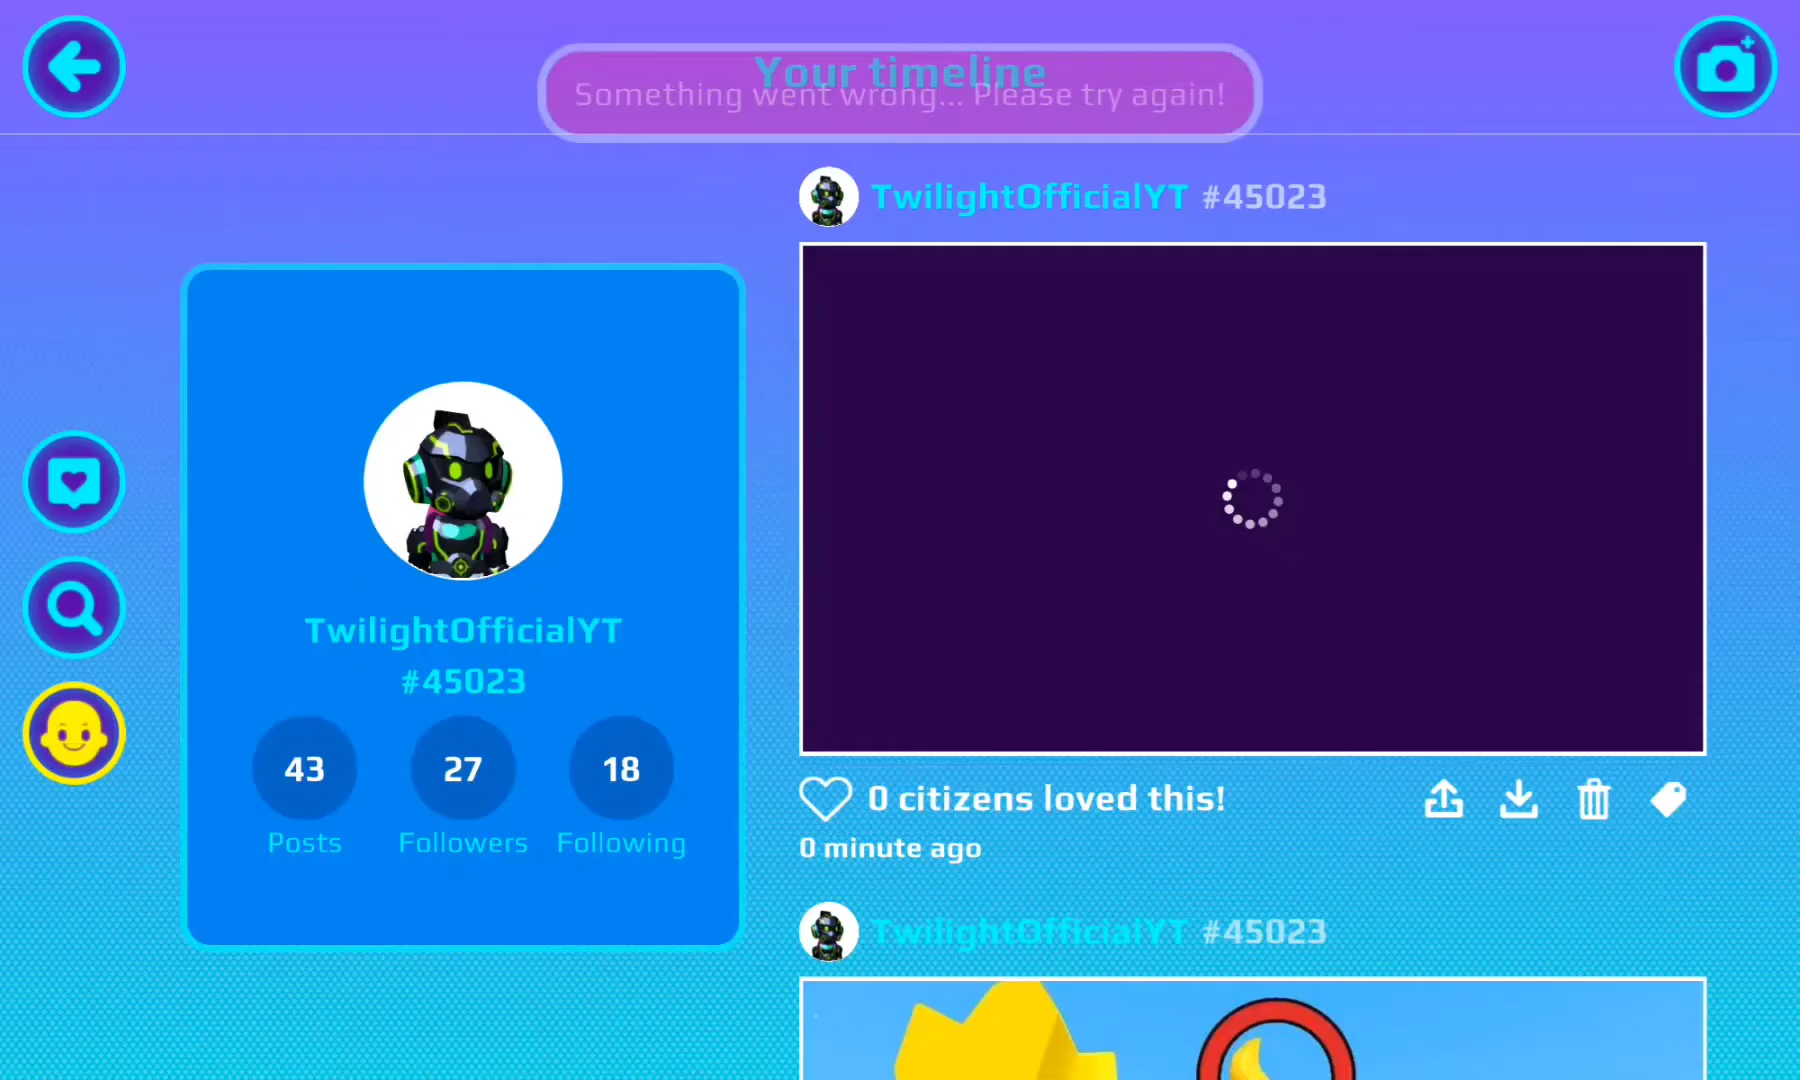 Your timeline
Something went wrong... Please try again!
TwilightOfficialYT #45023
TwilightOfficialYT
#45023
43
27
18
Posts
Followers
Following
0 citizens loved this!
0 minute ago
TwilightOfficialYT #45023